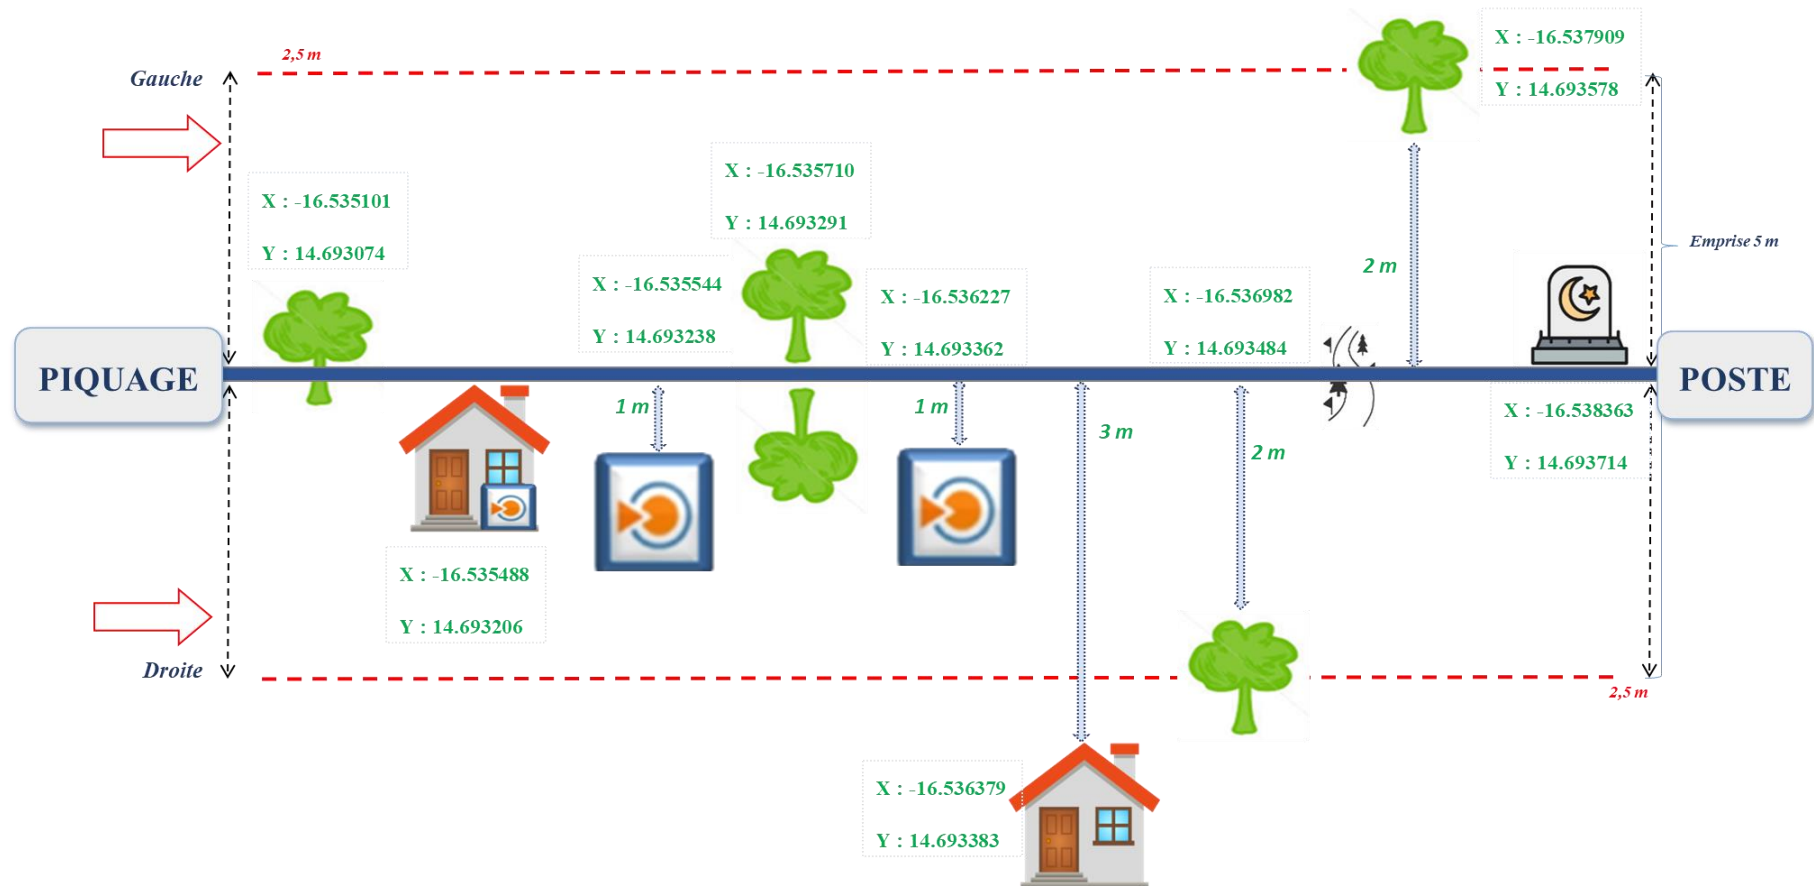 2,5 m
Gauche
X : -16.537909
Y : 14.693578
X : -16.535101
Y : 14.693074
X : -16.535710
Y : 14.693291
X : -16.535544
Y : 14.693238
X : -16.536227
Y : 14.693362
X : -16.536982
Y : 14.693484
2 m
Emprise 5 m
PIQUAGE
POSTE
1 m
1 m
3 m
2 m
X : -16.538363
Y : 14.693714
X : -16.535488
Y : 14.693206
Droite
2,5 m
X : -16.536379
Y : 14.693383